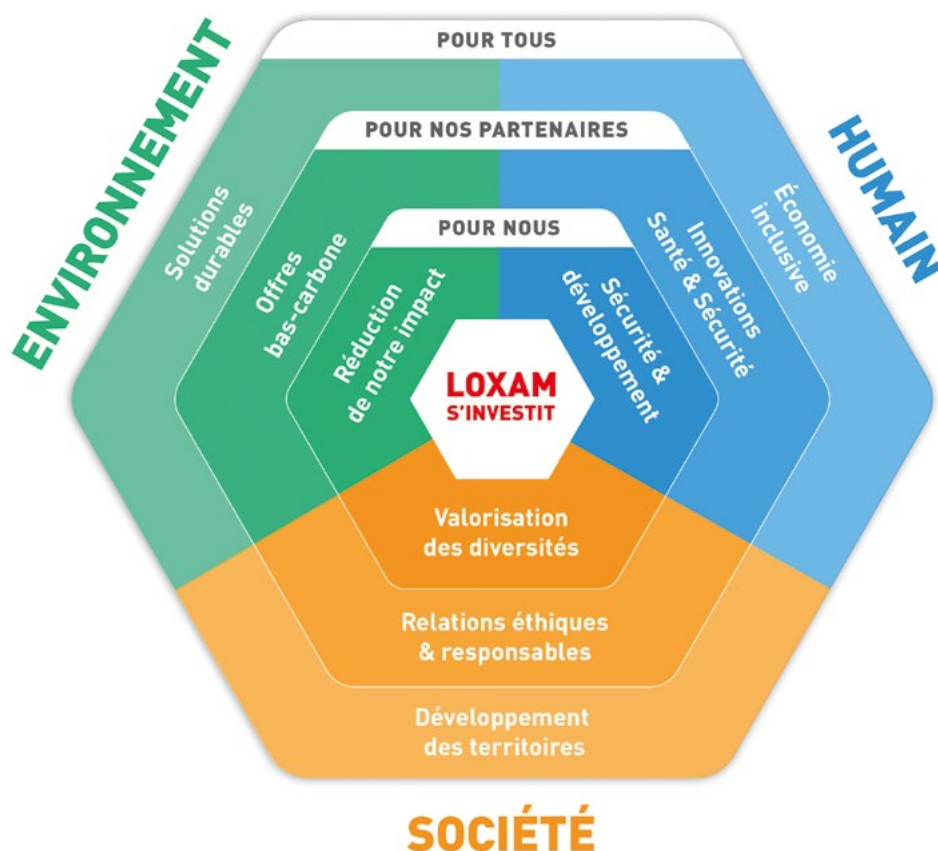 POUR TOUS
POUR NOS PARTENAIRES
POUR NOUS
ENVIRONNEMENT
Solutions
durables
Offres
bas-carbone
Réduction
de notre impact
HUMAIN
Économie
inclusive
Innovations
Santé & Sécurité
Sécurité &
développement
LOXAM
S'INVESTIT
Valorisation
des diversités
Relations éthiques
& responsables
Développement
des territoires
SOCIÉTÉ